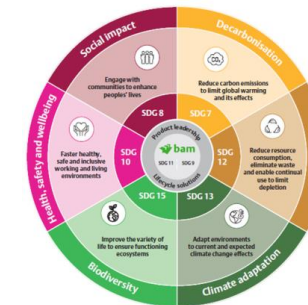 Social impact
Engage with
communities to enhance
peoples' lives
SDG 8
Decarbonisation
CO₂
Reduce carbon emissions
to limit global warming
and its effects
SDG 7
Health, safety and wellbeing
Faster healthy,
safe and inclusive
working and living
environments
SDG
10
Product leadership
bam
SDG 11
SDG 9
Lifecycle solutions
SDG
12
Reduce resource
consumption,
eliminate waste
and enable continual
use to limit
depletion
SDG 15
Improve the variety of
life to ensure functioning
ecosystems
Biodiversity
SDG 13
Adapt environments
to current and expected
climate change effects
Climate adaptation